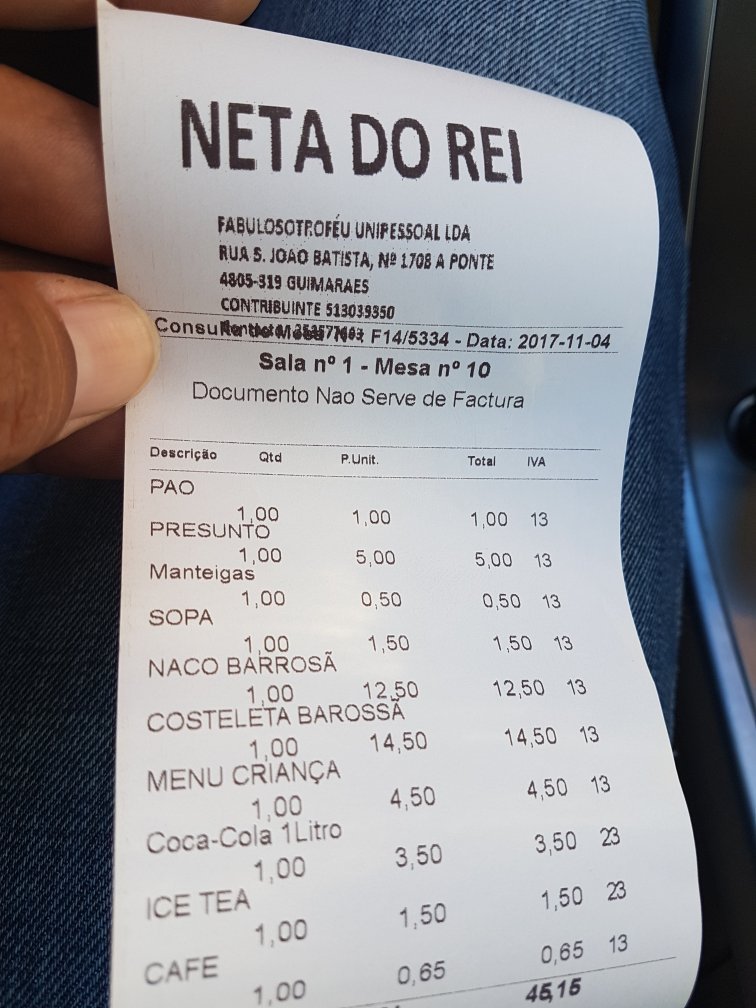 NETA DO REI
FABULOSOTROFÉU UNIPESSOAL LDA
RUA S. JOAO BATISTA, Nº 1708 A PONTE
4805-319 GUIMARAES
CONTRIBUINTE 513039350
Consulta de Mesa Nº: F14/5334 - Data: 2017-11-04
Sala nº 1 - Mesa nº 10
Documento Nao Serve de Factura
Descrição Qtd P.Unit. Total IVA
PAO
1,00 1,00 1,00 13
PRESUNTO
1,00 5,00 5,00 13
Manteigas
1,00 0,50 0,50 13
SOPA
1,00 1,50 1,50 13
NACO BARROSÃ
1,00 12,50 12,50 13
COSTELETA BAROSSÃ
1,00 14,50 14,50 13
MENU CRIANÇA
1,00 4,50 4,50 13
Coca-Cola 1Litro
1,00 3,50 3,50 23
ICE TEA
1,00 1,50 1,50 23
CAFE
1,00 0,65 0,65 13
45,15